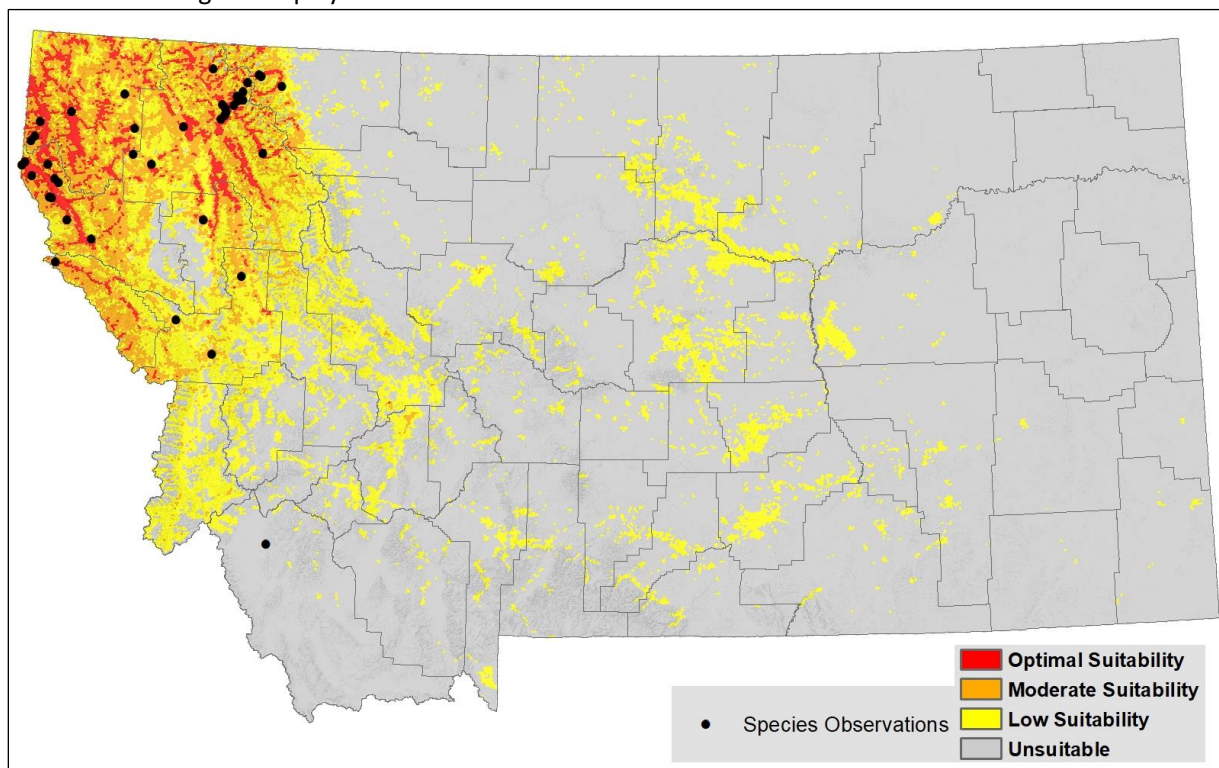 Species Observations
Optimal Suitability
Moderate Suitability
Low Suitability
Unsuitable